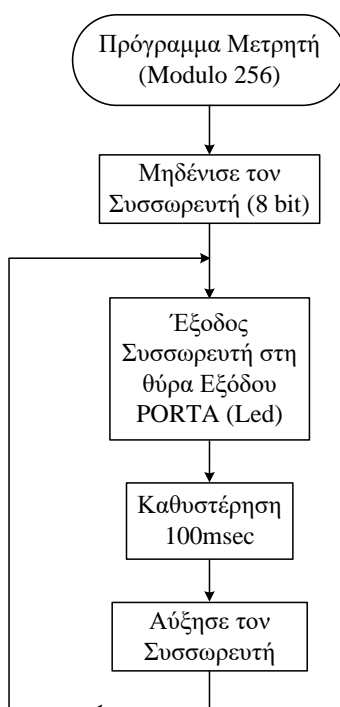 Πρόγραμμα Μετρητή
(Modulo 256)
Μηδένισε τον
Συσσωρευτή (8 bit)
Έξοδος
Συσσωρευτή στη
θύρα Εξόδου
PORTA (Led)
Καθυστέρηση
100msec
Αύξησε τον
Συσσωρευτή